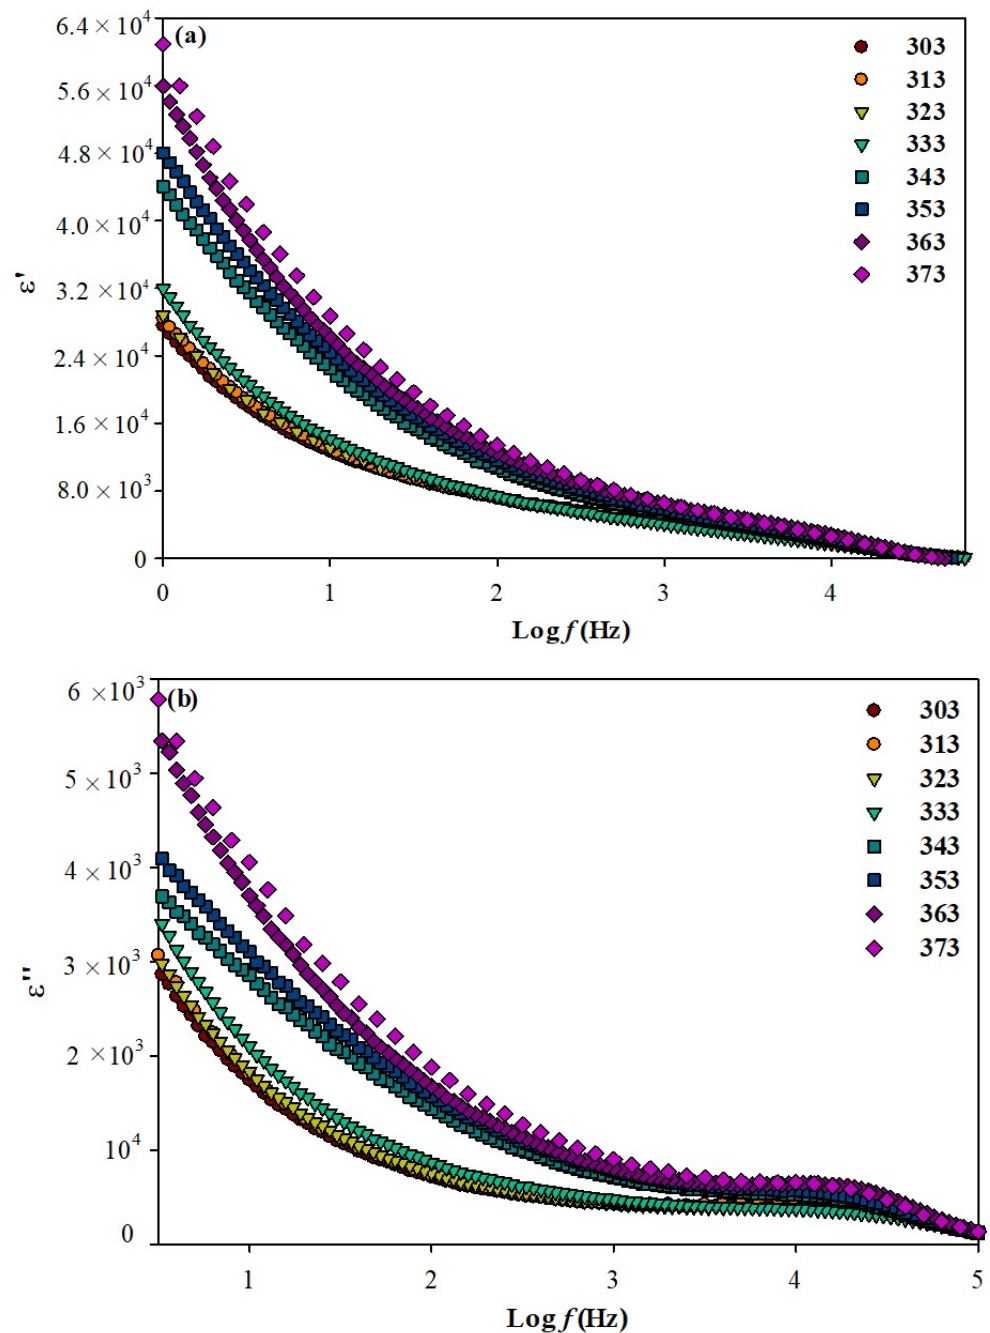 (a)
6.4 × 10⁴
5.6 × 10⁴
4.8 × 10⁴
4.0 × 10⁴
3.2 × 10⁴
2.4 × 10⁴
1.6 × 10⁴
8.0 × 10³
0
ε'
303
313
323
333
343
353
363
373
0 1 2 3 4
Log f (Hz)
(b)
6 ×10³
5 ×10³
4 ×10³
3 ×10³
2 ×10³
10⁴
0
ε''
303
313
323
333
343
353
363
373
1 2 3 4 5
Log f (Hz)